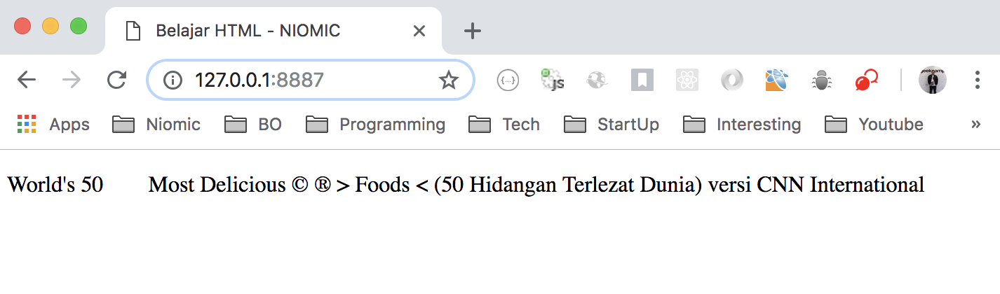 Belajar HTML - NIOMIC
127.0.0.1:8887
{...} JS
Apps Niomic BO Programming Tech StartUp Interesting Youtube »
World's 50 Most Delicious © ® > Foods < (50 Hidangan Terlezat Dunia) versi CNN International